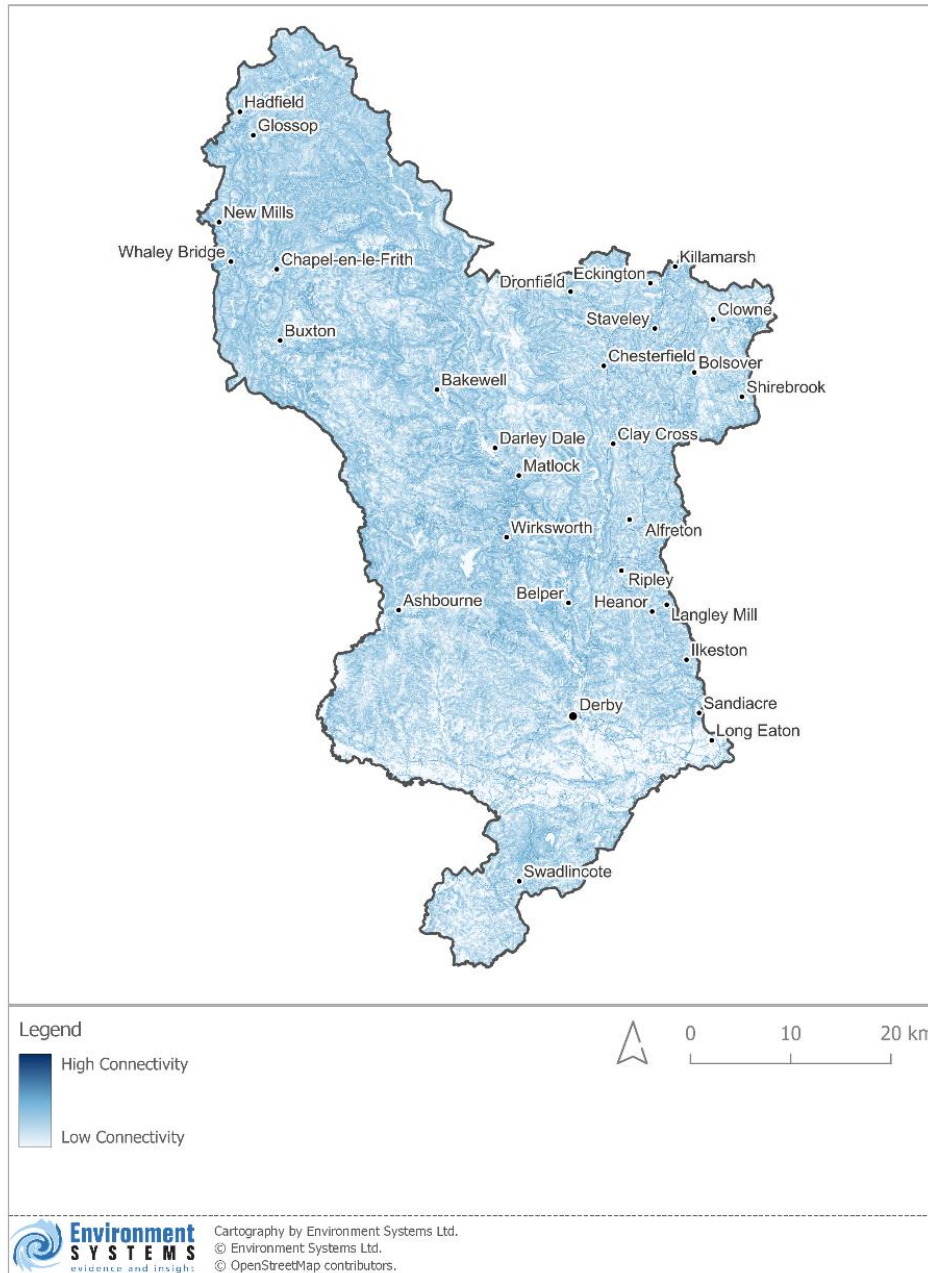 Hadfield
Glossop
New Mills
Whaley Bridge
Chapel-en-le-Frith
Killamarsh
Dronfield
Eckington
Clowne
Staveley
Buxton
Chesterfield
Bolsover
Bakewell
Shirebrook
Darley Dale
Clay Cross
Matlock
Wirksworth
Alfreton
Ripley
Ashbourne
Belper
Heanor
Langley Mill
Ilkeston
Derby
Sandiacre
Long Eaton
Swadlincote
Legend
High Connectivity
Low Connectivity
0 10 20 km
Environment
SYSTEMS
evidence and insight
Cartography by Environment Systems Ltd.
© Environment Systems Ltd.
© OpenStreetMap contributors.